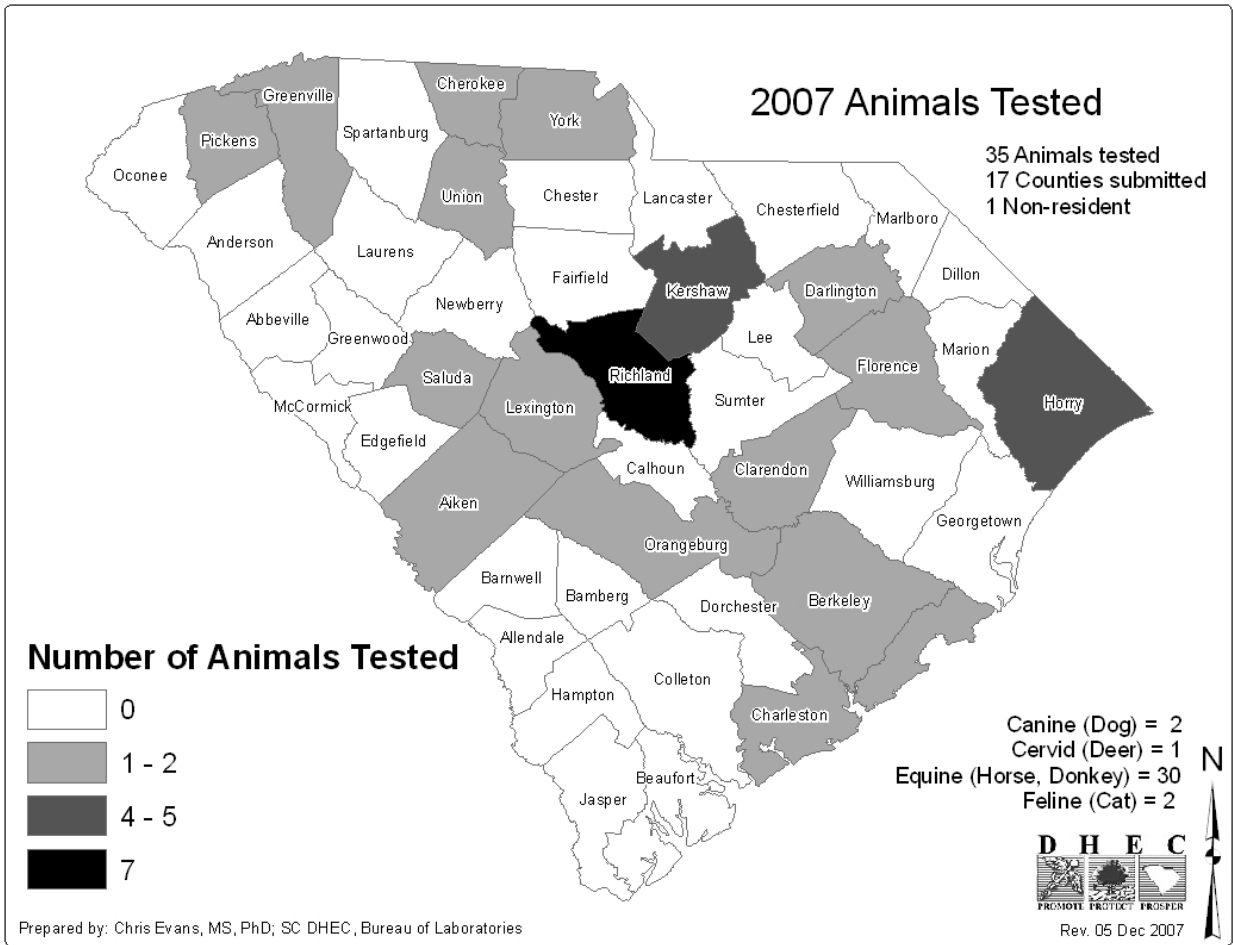 2007 Animals Tested
35 Animals tested
17 Counties submitted
1 Non-resident
Cherokee
Greenville
York
Spartanburg
Pickens
Oconee
Union
Chester
Lancaster
Chesterfield
Marlboro
Anderson
Laurens
Fairfield
Dillon
Kershaw
Darlington
Newberry
Abbeville
Greenwood
Lee
Marion
Florence
Saluda
Richland
Lexington
Sumter
Horry
McCormick
Edgefield
Calhoun
Clarendon
Williamsburg
Aiken
Georgetown
Orangeburg
Barnwell
Bamberg
Dorchester
Berkeley
Allendale
Colleton
Hampton
Charleston
Beaufort
Jasper
Number of Animals Tested
0
1 - 2
4 - 5
7
Canine (Dog) = 2
Cervid (Deer) = 1
Equine (Horse, Donkey) = 30
Feline (Cat) = 2
N
D H E C
PROMOTE PROTECT PROSPER
Prepared by: Chris Evans, MS, PhD; SC DHEC, Bureau of Laboratories
Rev. 05 Dec 2007